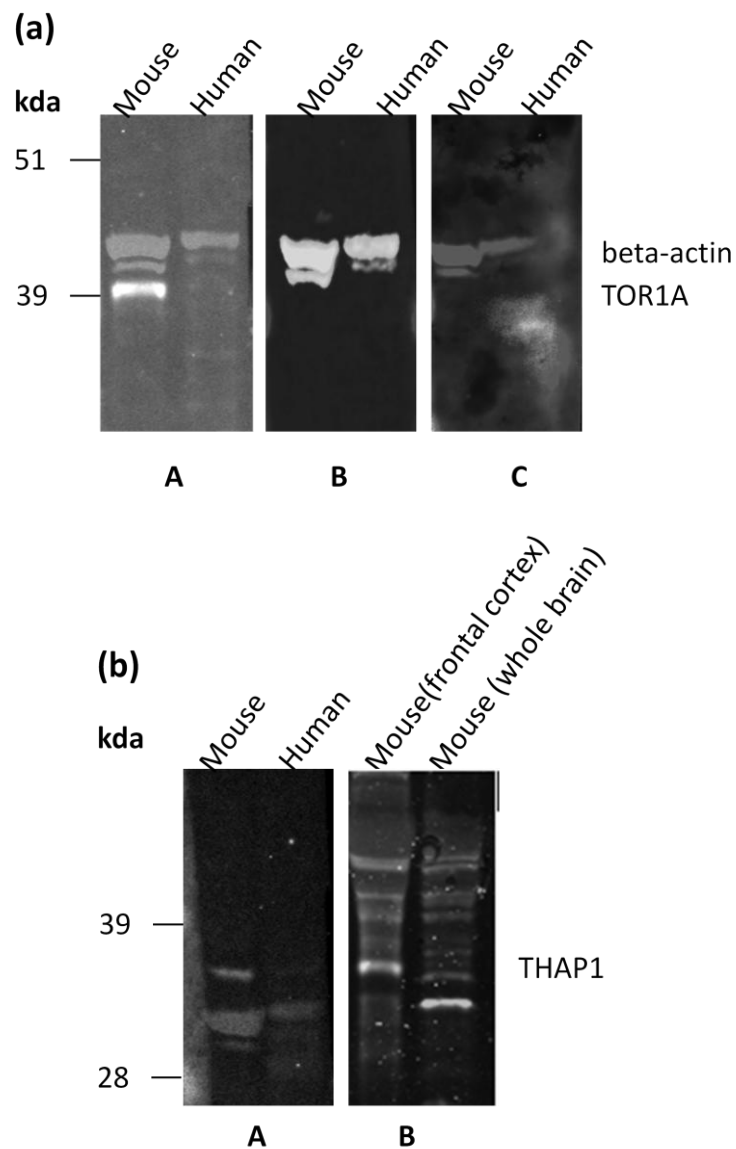 (a)
Mouse Human Mouse Human Mouse Human
kda
51
beta-actin
39
TOR1A
A B C
Mouse(frontal cortex) Mouse (whole brain)
(b)
Mouse Human
kda
39
THAP1
28
A B